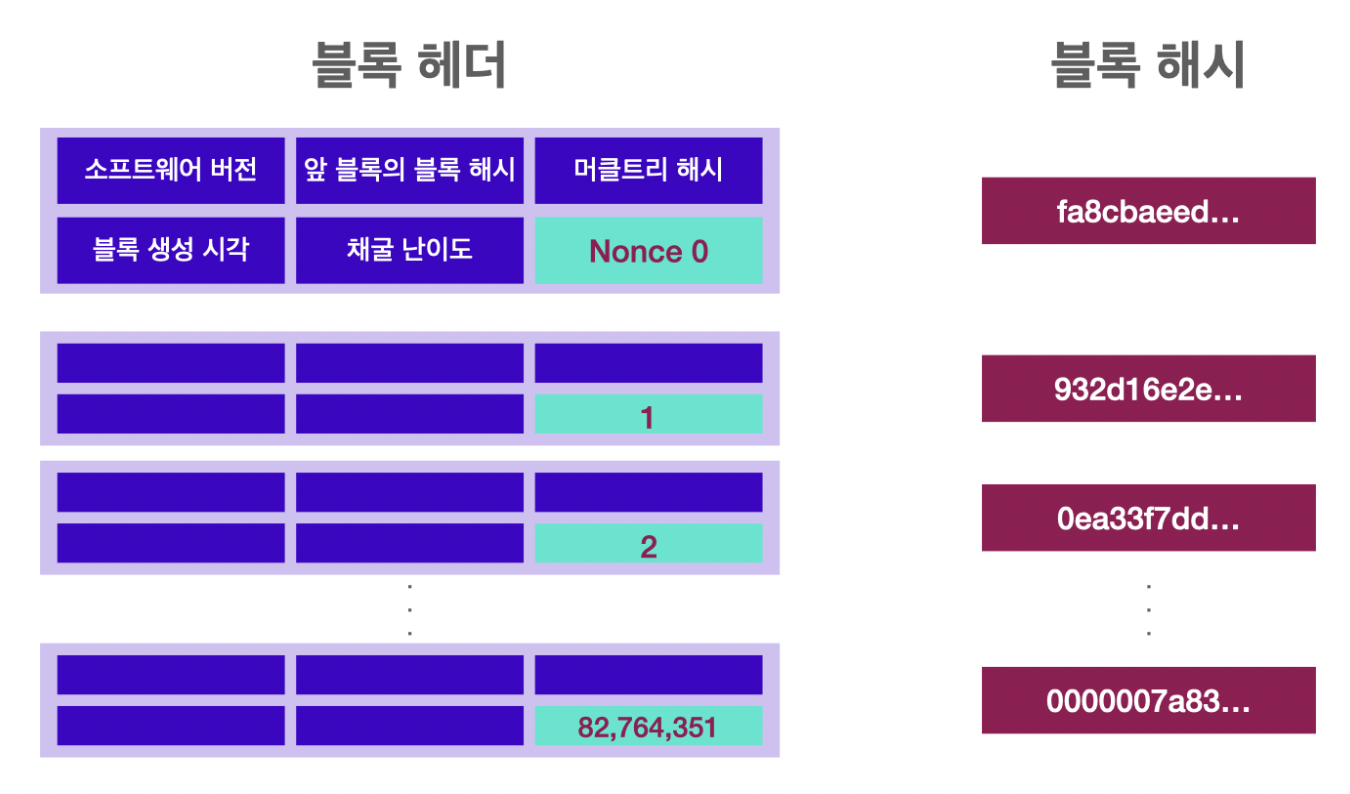 블록 헤더
블록 해시
소프트웨어 버전
앞 블록의 블록 해시
머클트리 해시
블록 생성 시각
채굴 난이도
Nonce 0
fa8cbaeed...
1
932d16e2e...
2
0ea33f7dd...
82,764,351
0000007a83...